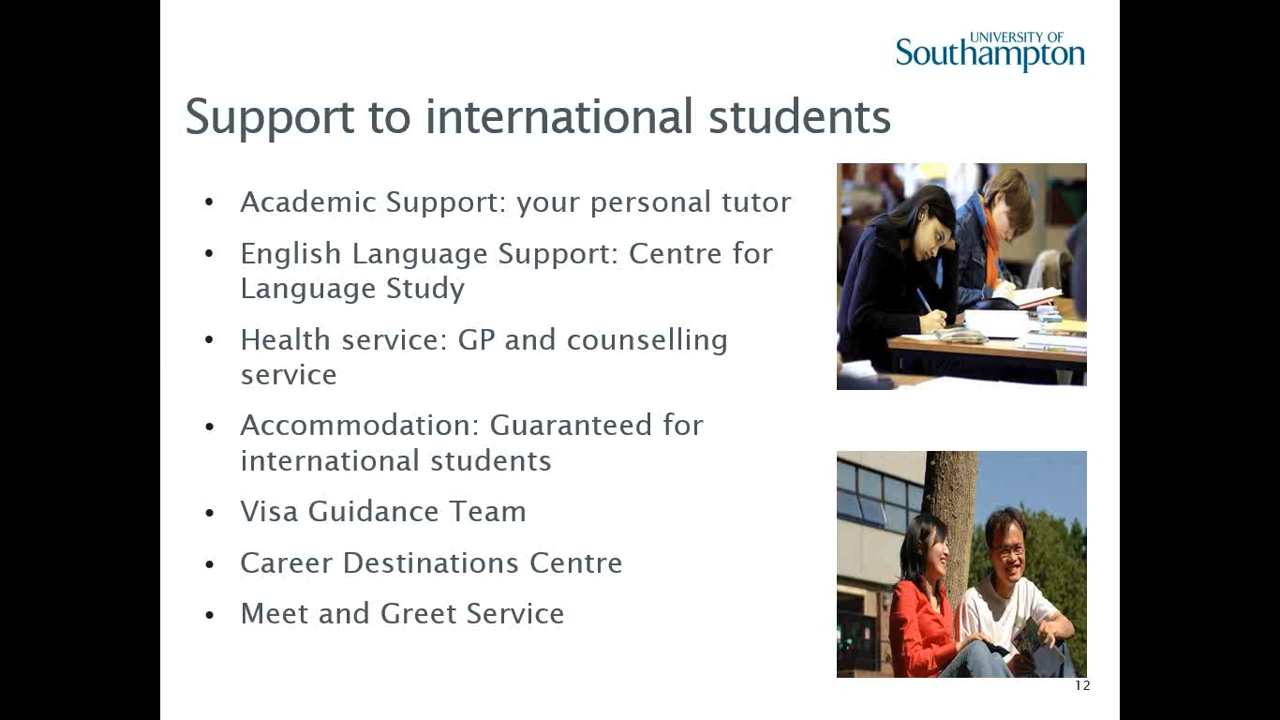 UNIVERSITY OF
Southampton
Support to international students
• Academic Support: your personal tutor
• English Language Support: Centre for
Language Study
• Health service: GP and counselling
service
• Accommodation: Guaranteed for
international students
• Visa Guidance Team
• Career Destinations Centre
• Meet and Greet Service
12